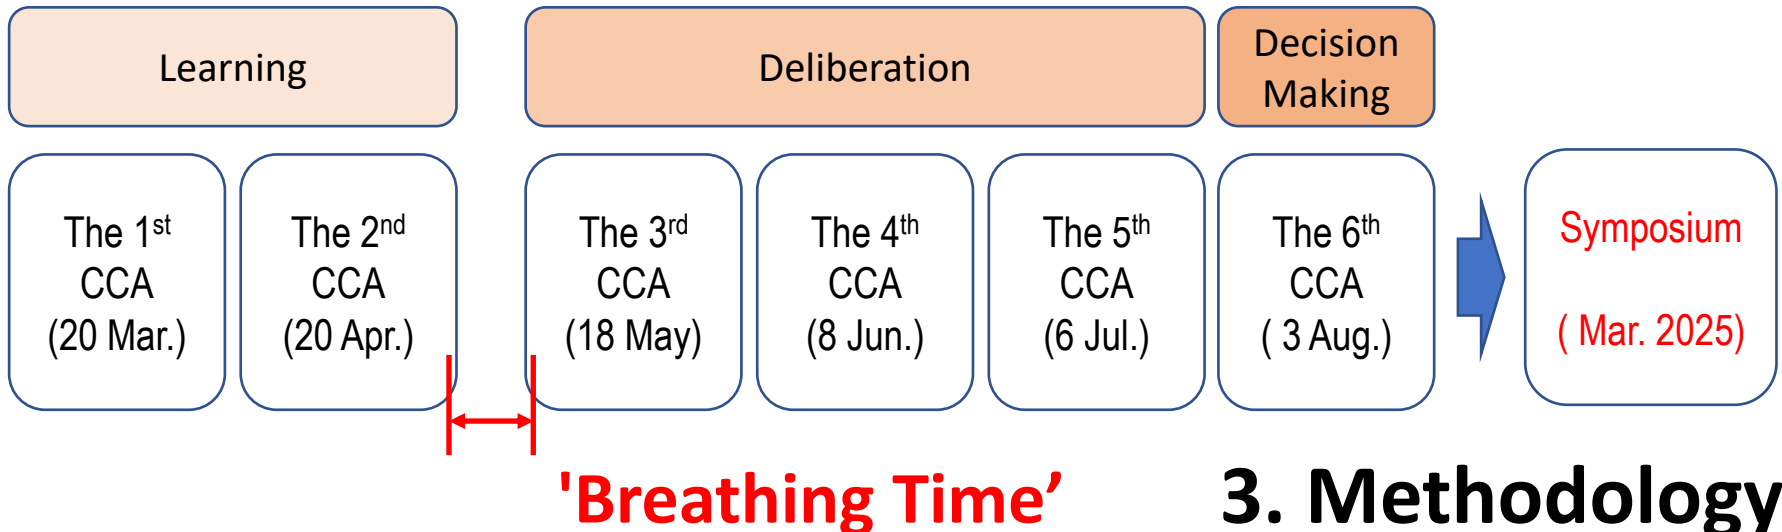 Learning
Deliberation
Decision
Making
The 1st
CCA
(20 Mar.)
The 2nd
CCA
(20 Apr.)
The 3rd
CCA
(18 May)
The 4th
CCA
(8 Jun.)
The 5th
CCA
(6 Jul.)
The 6th
CCA
( 3 Aug.)
Symposium
( Mar. 2025)
'Breathing Time’
3. Methodology